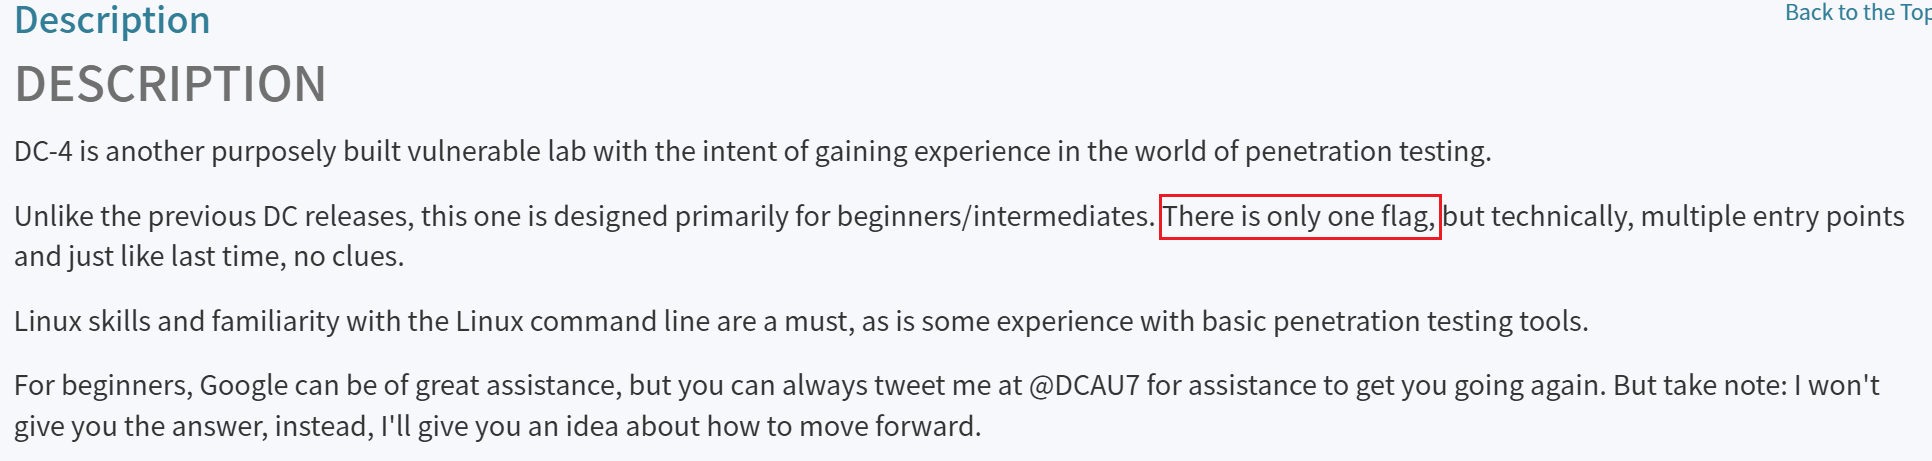 Description
Back to the Top
DESCRIPTION
DC-4 is another purposely built vulnerable lab with the intent of gaining experience in the world of penetration testing.
Unlike the previous DC releases, this one is designed primarily for beginners/intermediates. There is only one flag, but technically, multiple entry points
and just like last time, no clues.
Linux skills and familiarity with the Linux command line are a must, as is some experience with basic penetration testing tools.
For beginners, Google can be of great assistance, but you can always tweet me at @DCAU7 for assistance to get you going again. But take note: I won't
give you the answer, instead, I'll give you an idea about how to move forward.